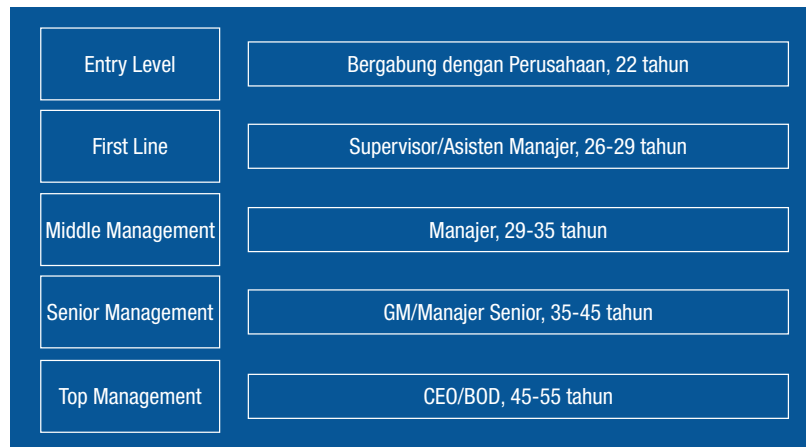 Entry Level
Bergabung dengan Perusahaan, 22 tahun
First Line
Supervisor/Asisten Manajer, 26-29 tahun
Middle Management
Manajer, 29-35 tahun
Senior Management
GM/Manajer Senior, 35-45 tahun
Top Management
CEO/BOD, 45-55 tahun